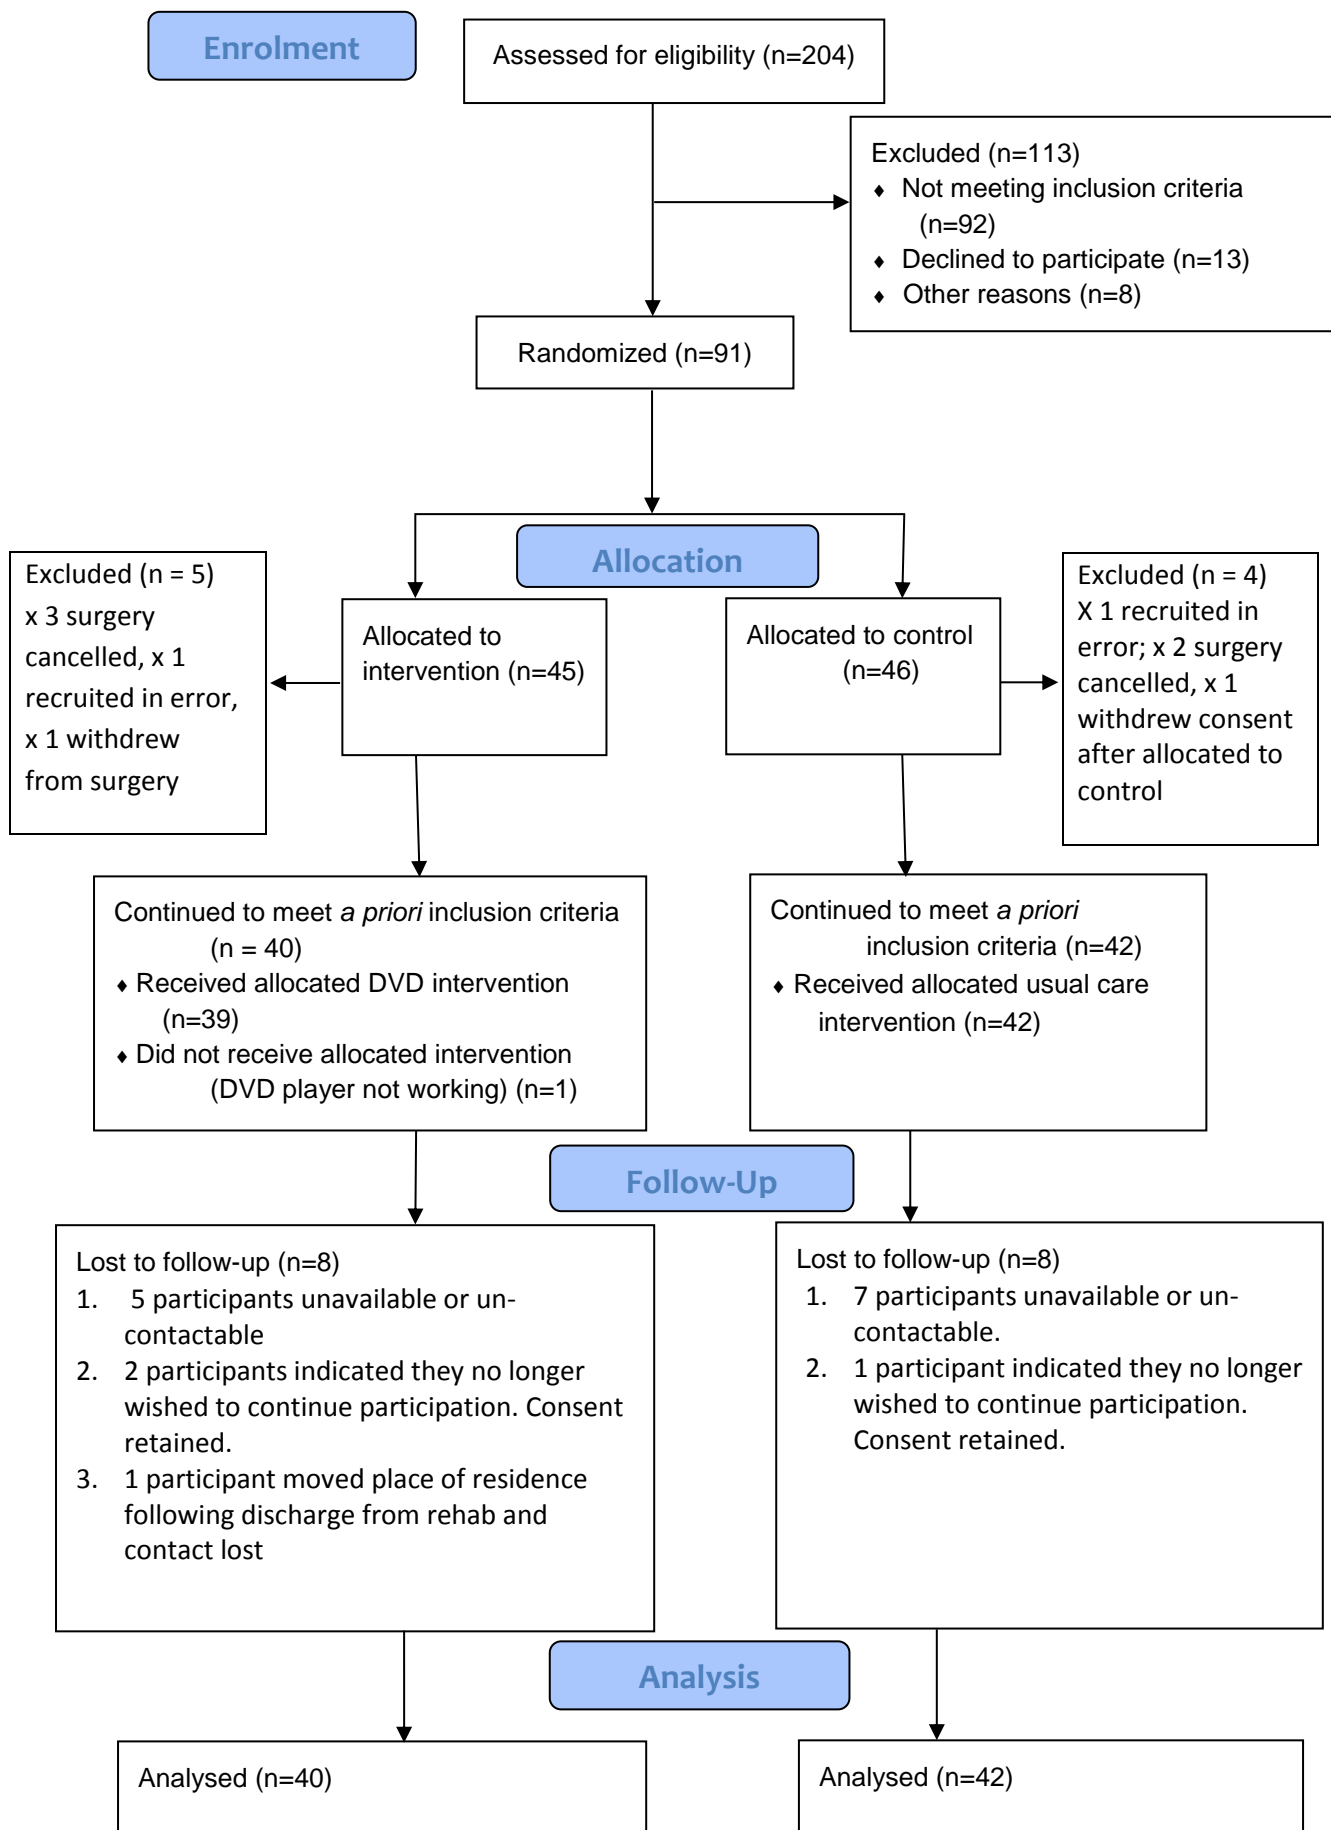 Enrolment
Assessed for eligibility (n=204)
Excluded (n=113)
♦ Not meeting inclusion criteria
(n=92)
♦ Declined to participate (n=13)
♦ Other reasons (n=8)
Randomized (n=91)
Allocation
Excluded (n = 5)
x 3 surgery
cancelled, x 1
recruited in error,
x 1 withdrew
from surgery
Allocated to
intervention (n=45)
Allocated to control
(n=46)
Excluded (n = 4)
X 1 recruited in
error; x 2 surgery
cancelled, x 1
withdrew consent
after allocated to
control
Continued to meet a priori inclusion criteria
(n = 40)
♦ Received allocated DVD intervention
(n=39)
♦ Did not receive allocated intervention
(DVD player not working) (n=1)
Continued to meet a priori
inclusion criteria (n=42)
♦ Received allocated usual care
intervention (n=42)
Follow-Up
Lost to follow-up (n=8)
1. 5 participants unavailable or un-
contactable
2. 2 participants indicated they no longer
wished to continue participation. Consent
retained.
3. 1 participant moved place of residence
following discharge from rehab and
contact lost
Lost to follow-up (n=8)
1. 7 participants unavailable or un-
contactable.
2. 1 participant indicated they no longer
wished to continue participation.
Consent retained.
Analysis
Analysed (n=40)
Analysed (n=42)